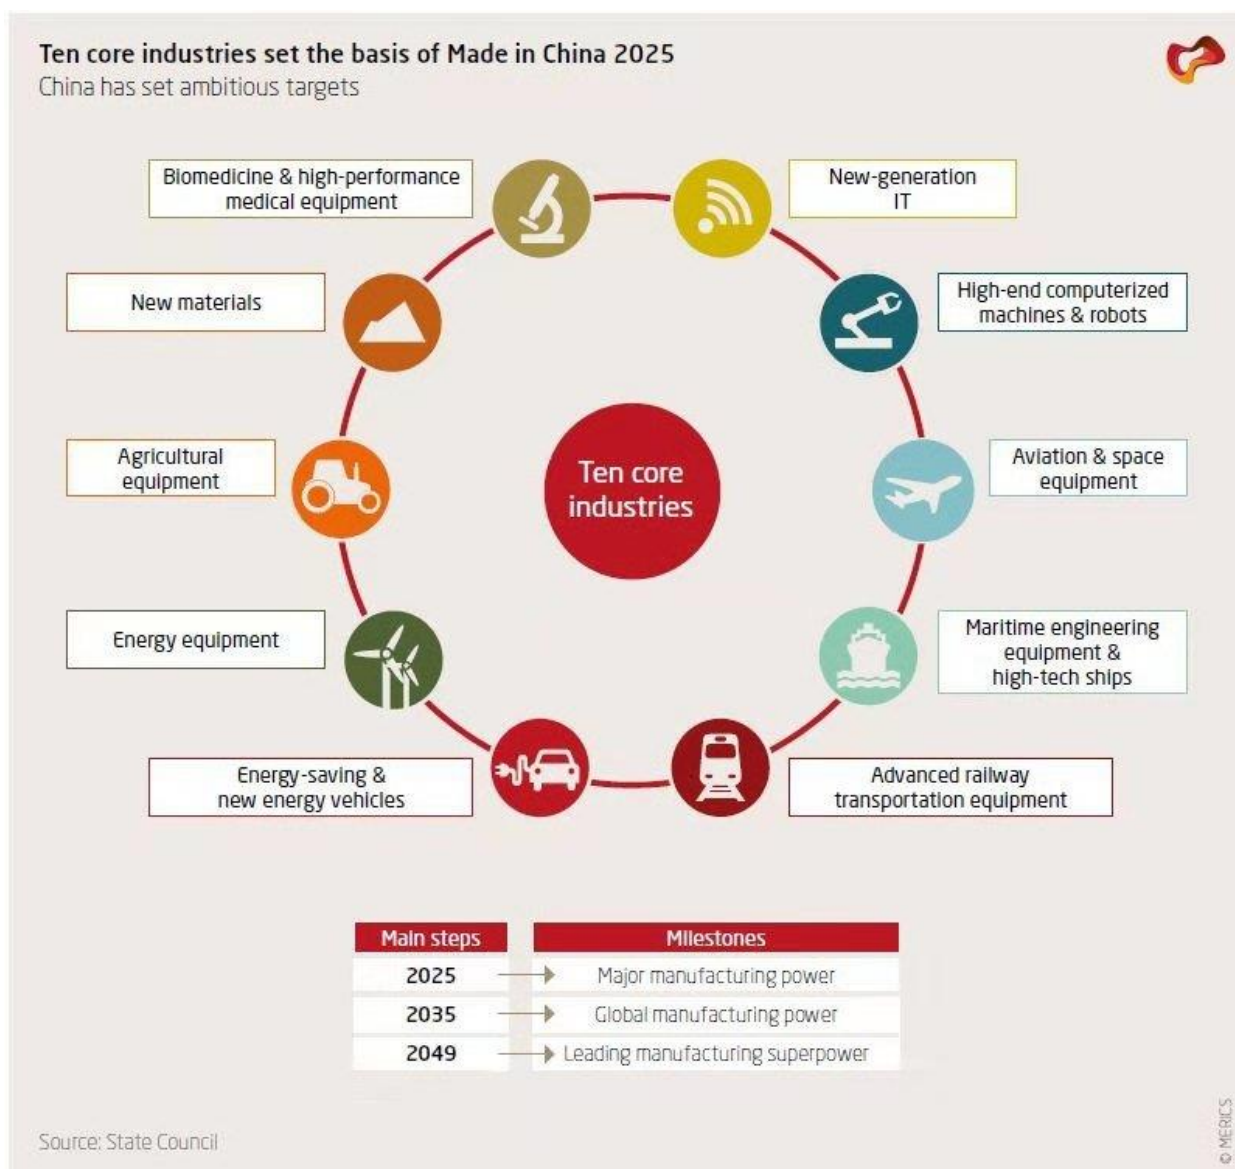 Ten core industries set the basis of Made in China 2025
China has set ambitious targets
Biomedicine & high-performance
medical equipment
New-generation
IT
New materials
High-end computerized
machines & robots
Agricultural
equipment
Ten core
industries
Aviation & space
equipment
Energy equipment
Maritime engineering
equipment &
high-tech ships
Energy-saving &
new energy vehicles
Advanced railway
transportation equipment
Main steps
Milestones
2025
Major manufacturing power
2035
Global manufacturing power
2049
Leading manufacturing superpower
Source: State Council
© MERICS